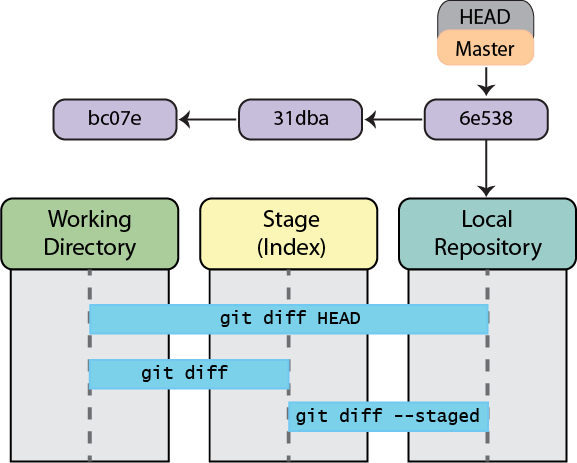 HEAD
Master
bc07e
31dba
6e538
Working
Directory
Stage
(Index)
Local
Repository
git diff HEAD
git diff
git diff --staged